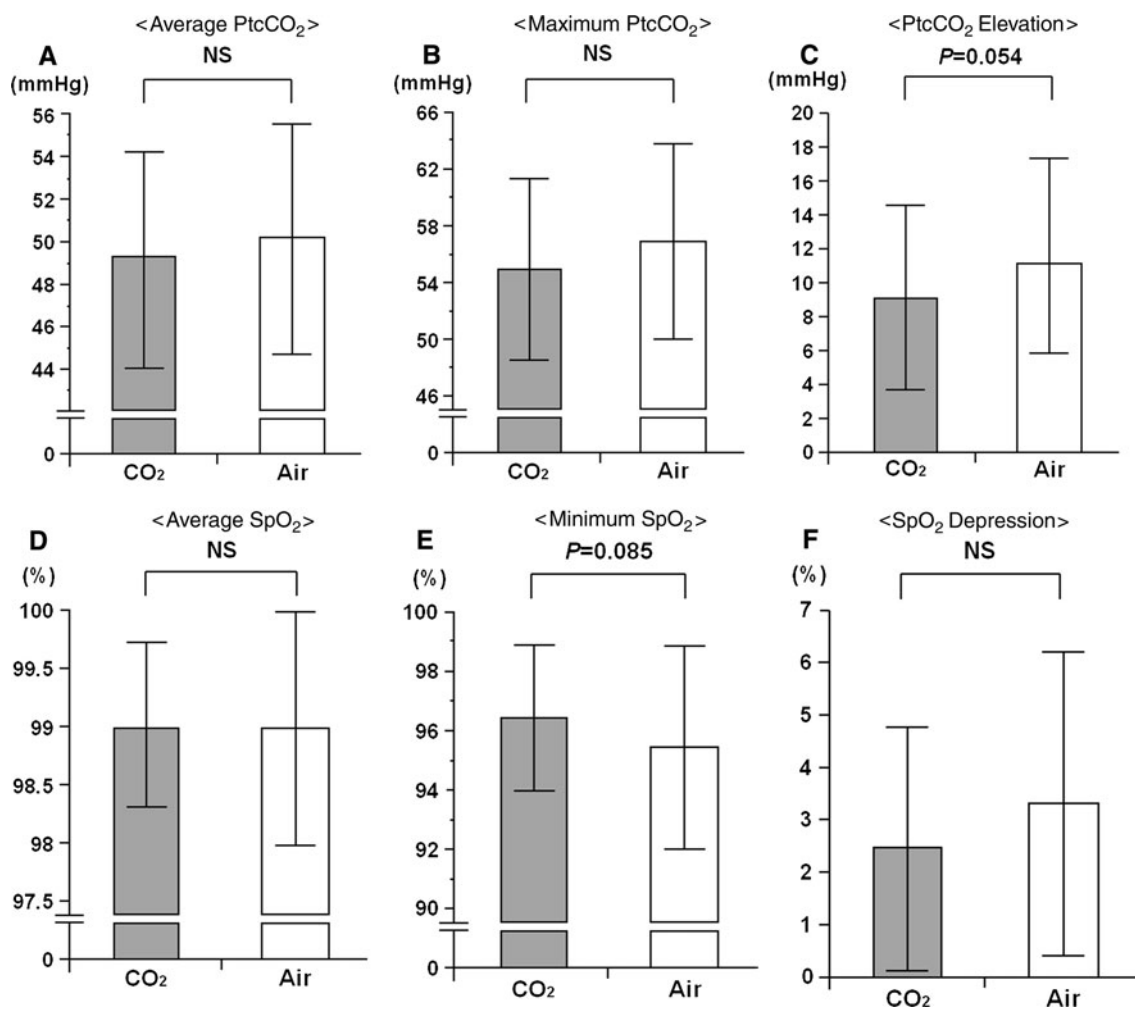 <Average PtcCO₂>
A
NS
(mmHg)
56
54
52
50
48
46
44
0
CO₂
Air
<Maximum PtcCO₂>
B
NS
(mmHg)
66
62
58
54
50
46
0
CO₂
Air
<PtcCO₂ Elevation>
C
P=0.054
(mmHg)
20
18
16
14
12
10
8
6
4
2
0
CO₂
Air
<Average SpO₂>
D
NS
(%)
100
99.5
99
98.5
98
97.5
0
CO₂
Air
<Minimum SpO₂>
E
P=0.085
(%)
100
98
96
94
92
90
0
CO₂
Air
<SpO₂ Depression>
F
NS
(%)
7
6
5
4
3
2
1
0
CO₂
Air